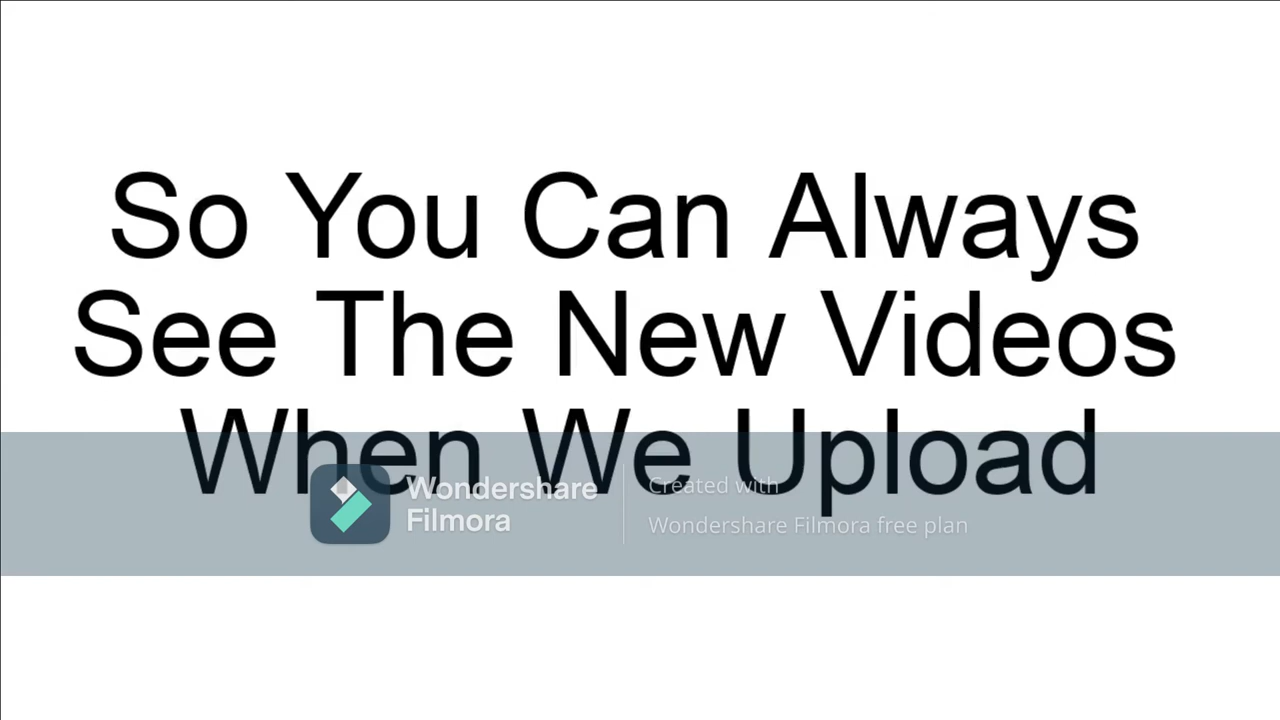 So You Can Always
See The New Videos
When We Upload
Wondershare
Filmora
Created with
Wondershare Filmora free plan